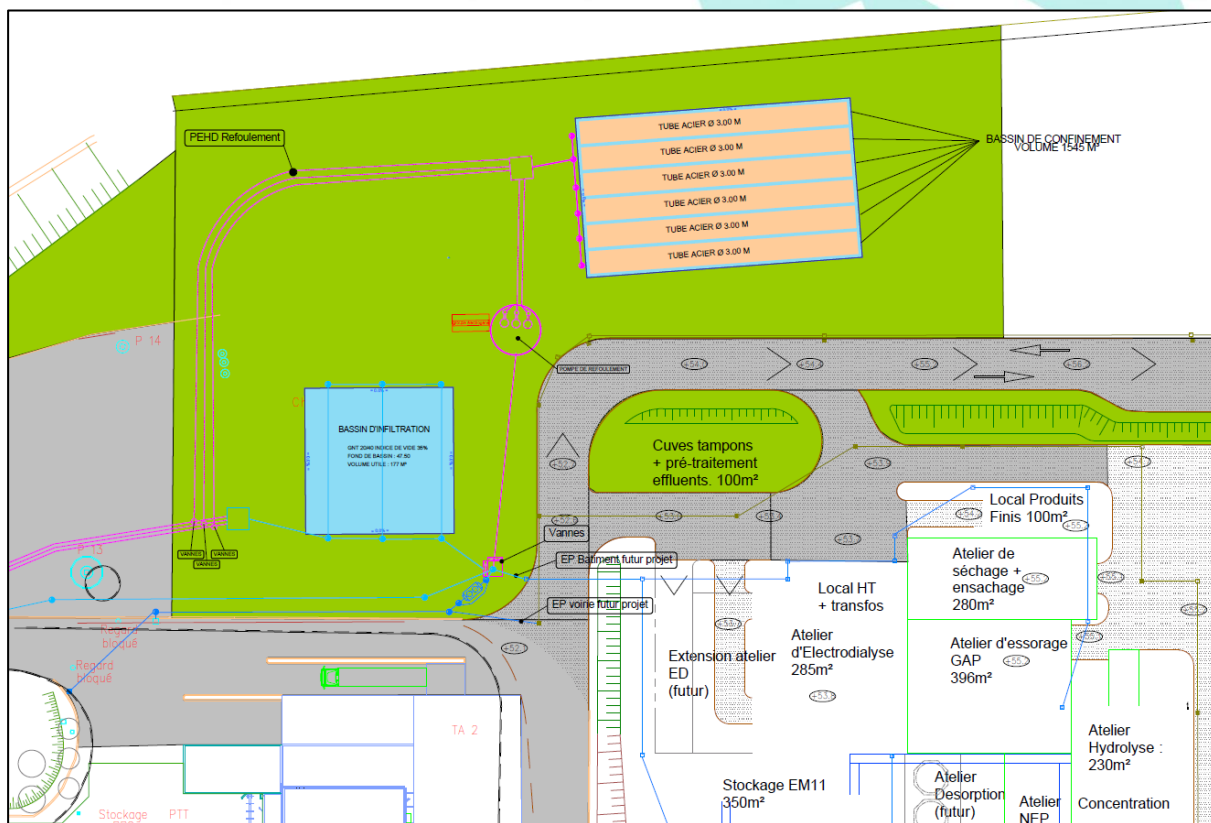 PEHD Refoulement
TUBE ACIER Ø 3.00 M
TUBE ACIER Ø 3.00 M
TUBE ACIER Ø 3.00 M
TUBE ACIER Ø 3.00 M
TUBE ACIER Ø 3.00 M
TUBE ACIER Ø 3.00 M
BASSIN DE CONFINEMENT
VOLUME 1545 M³
P 14
POMPE DE REFOULEMENT
BASSIN D'INFILTRATION
GNT 20/40 INDICE DE VIDE 35%
FOND DE BASSIN : 47.50
VOLUME UTILE : 177 M³
Cuves tampons
+ pré-traitement
effluents. 100m²
Local Produits
Finis 100m²
Vannes
EP Batiment futur projet
EP voirie futur projet
VANNES
VANNES
VANNES
P 13
Regard
bloqué
Regard
bloqué
Local HT
+ transfos
Atelier de
séchage +
ensachage
280m²
Atelier
d'Electrodialyse
285m²
Extension atelier
ED
(futur)
Atelier d'essorage
GAP
396m²
TA 2
Atelier
Hydrolyse :
230m²
Stockage EM11
350m²
Atelier
Desorption
(futur)
Atelier
NEP
Concentration
Stockage
PTT